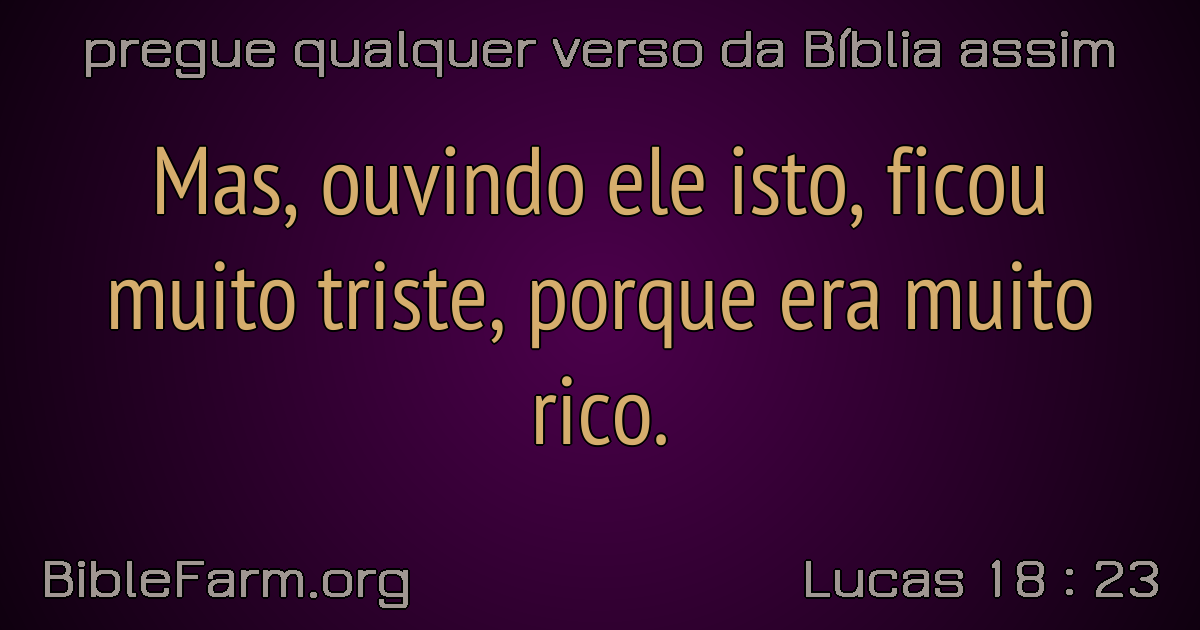 pregue qualquer verso da Bíblia assim
Mas, ouvindo ele isto, ficou
muito triste, porque era muito
rico.
BibleFarm.org
Lucas 18 : 23